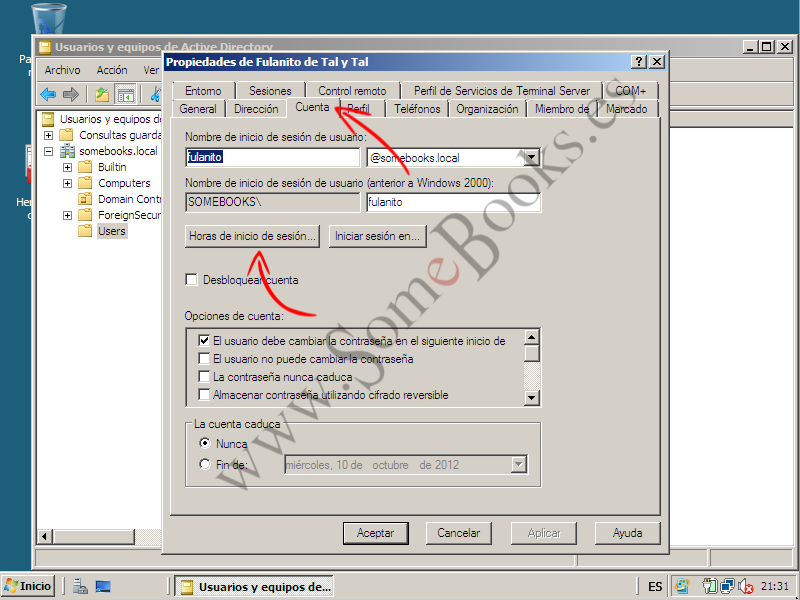 Usuarios y equipos de Active Directory
Archivo Acción Ver
Usuarios y equipos d
Consultas guarda
somebooks.local
Builtin
Computers
Domain Cont
ForeignSecur
Users
Propiedades de Fulanito de Tal y Tal
Entorno Sesiones Control remoto Perfil de Servicios de Terminal Server COM+
General Dirección Cuenta Perfil Teléfonos Organización Miembro de Marcado
Nombre de inicio de sesión de usuario:
fulanito @somebooks.local
Nombre de inicio de sesión de usuario (anterior a Windows 2000):
SOMEBOOKS\ fulanito
Horas de inicio de sesión... Iniciar sesión en...
Desbloquear cuenta
Opciones de cuenta:
El usuario debe cambiar la contraseña en el siguiente inicio de
El usuario no puede cambiar la contraseña
La contraseña nunca caduca
Almacenar contraseña utilizando cifrado reversible
La cuenta caduca
Nunca
Fin de: miércoles, 10 de octubre de 2012
Aceptar Cancelar Aplicar Ayuda
www.SomeBooks.es
Inicio Usuarios y equipos de... ES 21:31